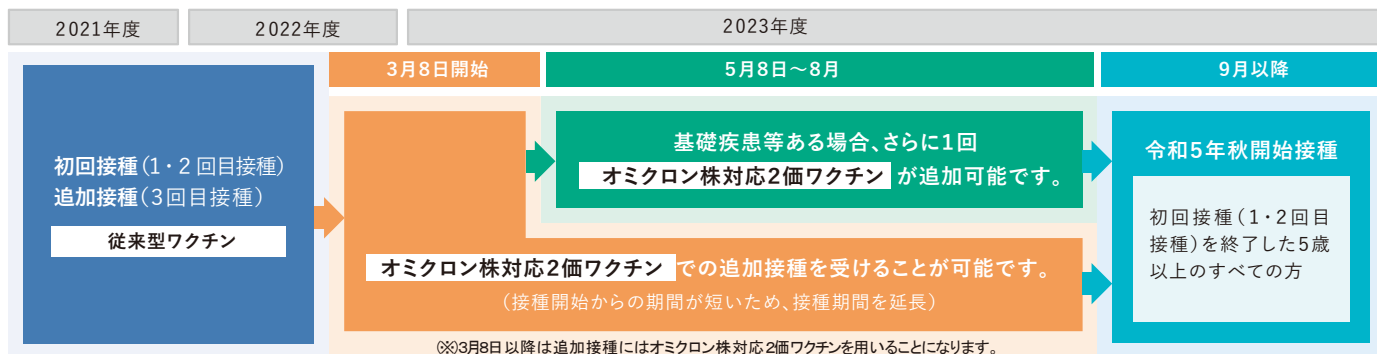 2021年度
2022年度
2023年度
3月8日開始
5月8日~8月
9月以降
初回接種(1・2回目接種)
追加接種(3回目接種)
従来型ワクチン
基礎疾患等ある場合、さらに1回
オミクロン株対応2価ワクチン が追加可能です。
オミクロン株対応2価ワクチン での追加接種を受けることが可能です。
(接種開始からの期間が短いため、接種期間を延長)
(※)3月8日以降は追加接種にはオミクロン株対応2価ワクチンを用いることになります。
令和5年秋開始接種
初回接種(1・2回目
接種)を終了した5歳
以上のすべての方